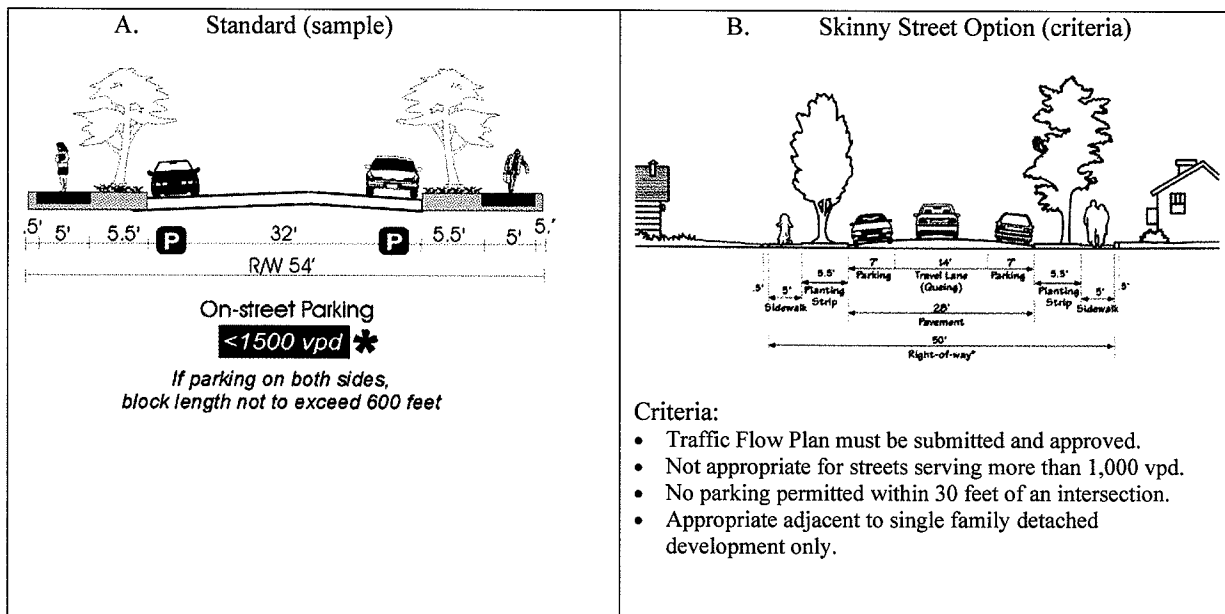 A. Standard (sample)
.5' 5' 5.5' P 32' P 5.5' 5' 5.'
R/W 54'
On-street Parking
<1500 vpd *
If parking on both sides,
block length not to exceed 600 feet
B. Skinny Street Option (criteria)
.5' 5' 5.5' 7' 14' 7' 5.5' 5' .5'
Sidewalk Planting Strip Parking Travel Lane (Queing) Parking Planting Strip Sidewalk
28'
Pavement
50'
Right-of-way*
Criteria:
• Traffic Flow Plan must be submitted and approved.
• Not appropriate for streets serving more than 1,000 vpd.
• No parking permitted within 30 feet of an intersection.
• Appropriate adjacent to single family detached
development only.